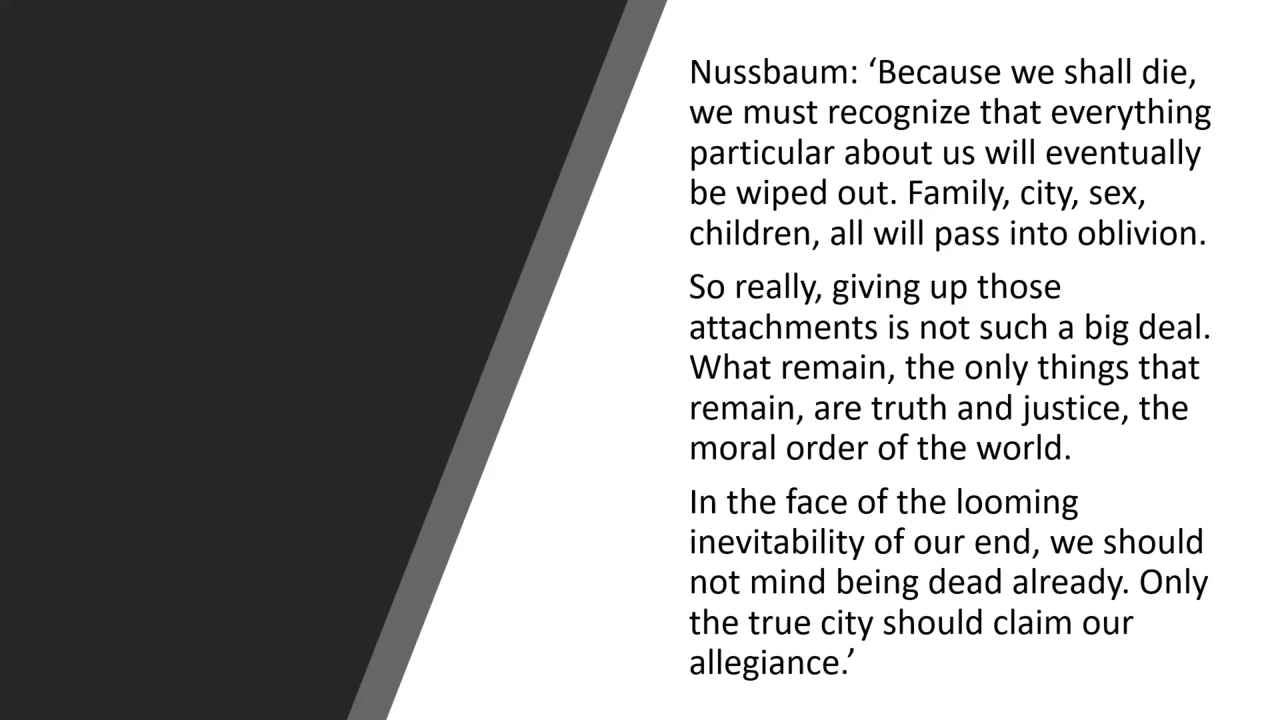 Nussbaum: ‘Because we shall die,
we must recognize that everything
particular about us will eventually
be wiped out. Family, city, sex,
children, all will pass into oblivion.
So really, giving up those
attachments is not such a big deal.
What remain, the only things that
remain, are truth and justice, the
moral order of the world.
In the face of the looming
inevitability of our end, we should
not mind being dead already. Only
the true city should claim our
allegiance.’